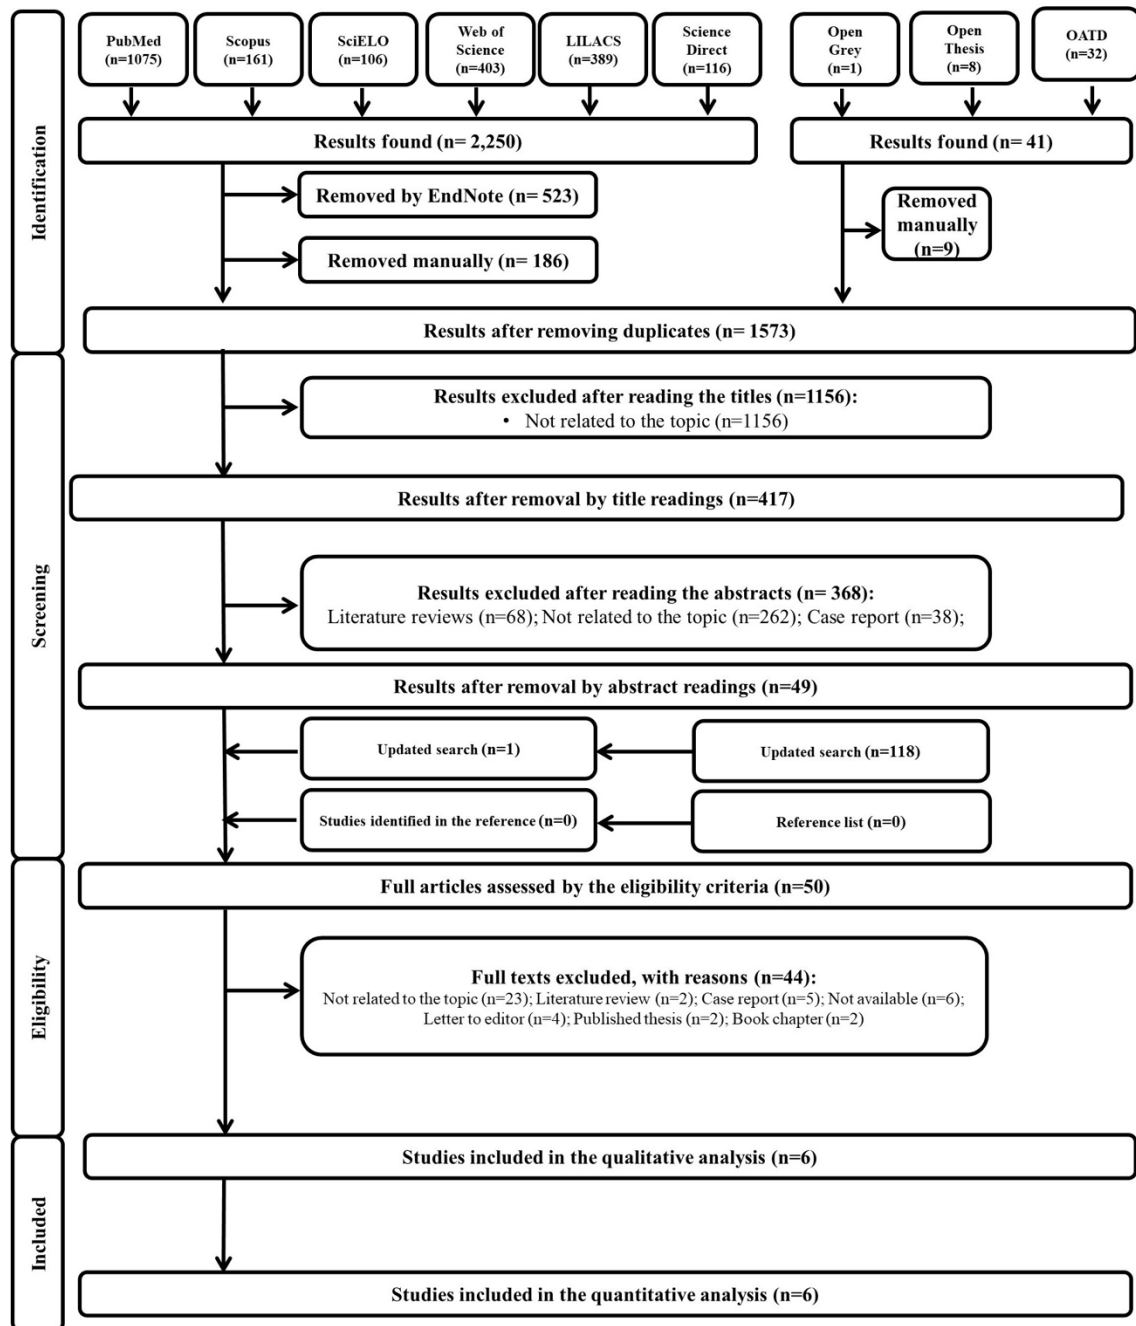 PubMed
(n=1075)
Scopus
(n=161)
SciELO
(n=106)
Web of
Science
(n=403)
LILACS
(n=389)
Science
Direct
(n=116)
Open
Grey
(n=1)
Open
Thesis
(n=8)
OATD
(n=32)
Identification
Results found (n= 2,250)
Results found (n= 41)
Removed by EndNote (n= 523)
Removed
manually
(n=9)
Removed manually (n= 186)
Results after removing duplicates (n= 1573)
Screening
Results excluded after reading the titles (n=1156):
• Not related to the topic (n=1156)
Results after removal by title readings (n=417)
Results excluded after reading the abstracts (n= 368):
Literature reviews (n=68); Not related to the topic (n=262); Case report (n=38);
Results after removal by abstract readings (n=49)
Updated search (n=1)
Updated search (n=118)
Studies identified in the reference (n=0)
Reference list (n=0)
Eligibility
Full articles assessed by the eligibility criteria (n=50)
Full texts excluded, with reasons (n=44):
Not related to the topic (n=23); Literature review (n=2); Case report (n=5); Not available (n=6);
Letter to editor (n=4); Published thesis (n=2); Book chapter (n=2)
Included
Studies included in the qualitative analysis (n=6)
Studies included in the quantitative analysis (n=6)